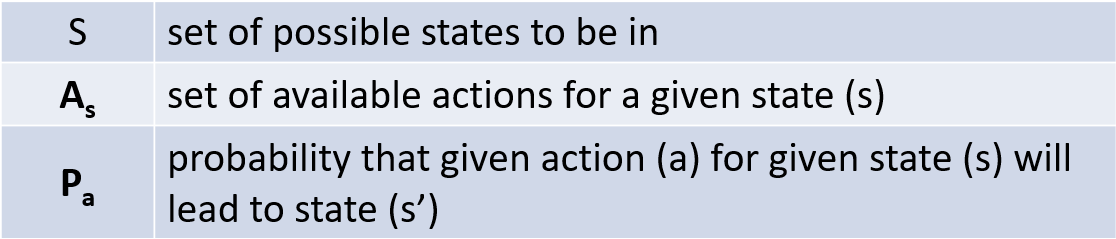 S set of possible states to be in
As set of available actions for a given state (s)
Pa probability that given action (a) for given state (s) will
lead to state (s’)